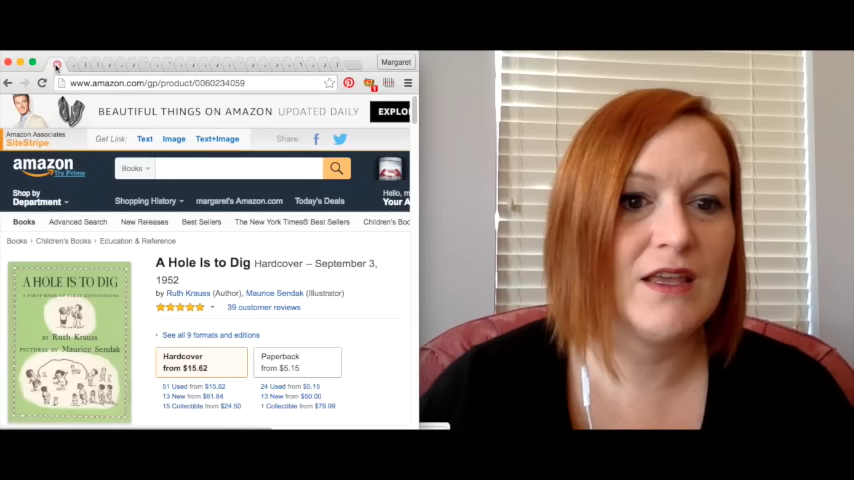 Margaret
www.amazon.com/gp/product/0060234059
BEAUTIFUL THINGS ON AMAZON UPDATED DAILY EXPLO
Amazon Associates
SiteStripe
Get Link: Text Image Text+Image Share:
amazon
Try Prime
Books
Hello, m
Shop by
Department
Shopping History margaret's Amazon.com Today's Deals
Your A
Books Advanced Search New Releases Best Sellers The New York Times® Best Sellers Children's Boo
Books › Children's Books › Education & Reference
A Hole Is to Dig Hardcover – September 3,
1952
by Ruth Krauss (Author), Maurice Sendak (Illustrator)
39 customer reviews
See all 9 formats and editions
Hardcover
from $15.62
Paperback
from $5.15
51 Used from $15.62
13 New from $61.84
15 Collectible from $24.50
24 Used from $5.15
13 New from $50.00
1 Collectible from $79.99
A HOLE IS TO DIG
A FIRST BOOK OF FIRST DEFINITIONS
BY Ruth Krauss
PICTURES BY Maurice Sendak